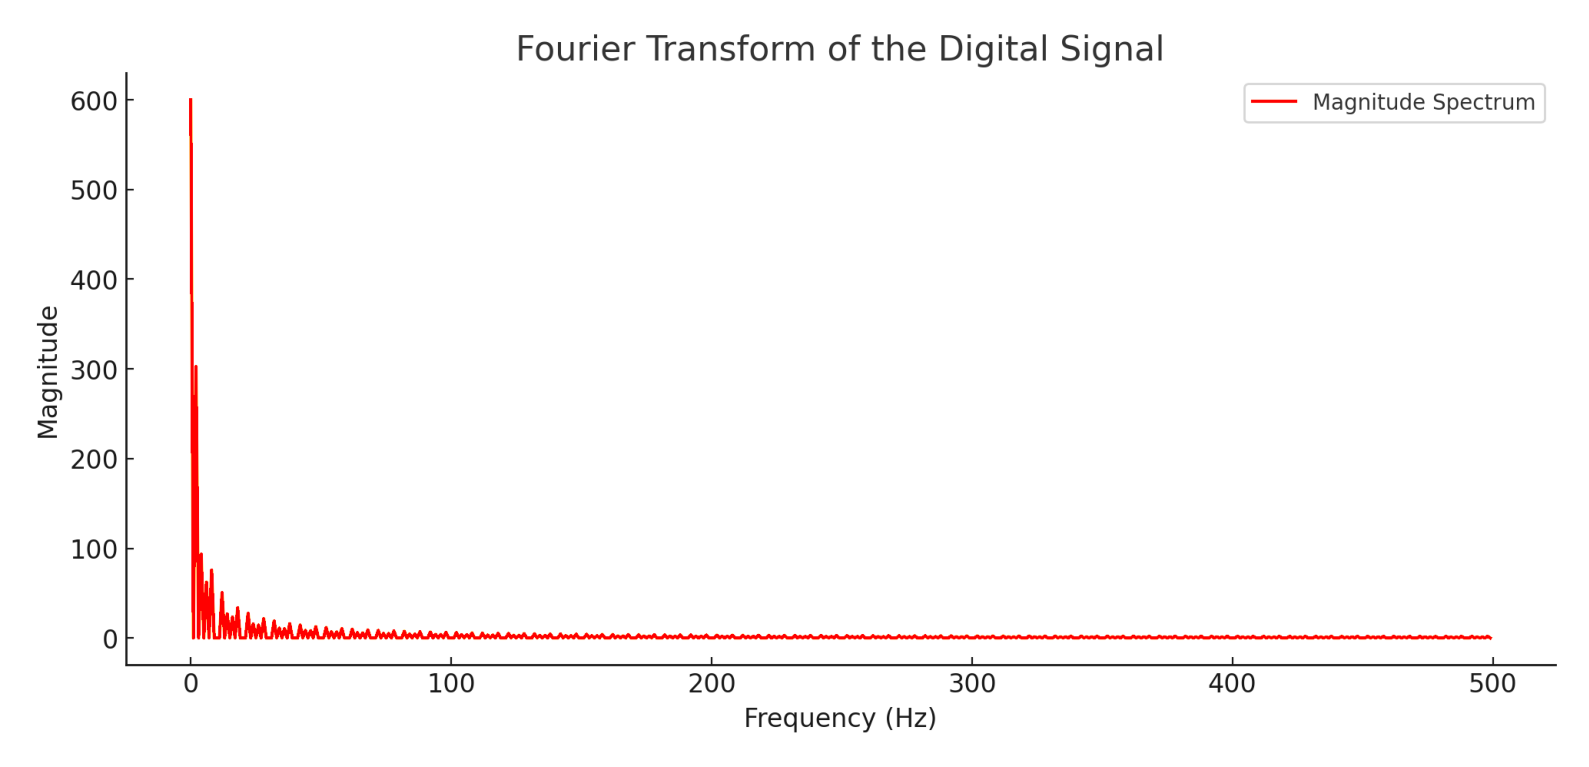 Fourier Transform of the Digital Signal
Magnitude Spectrum
600
500
400
300
200
100
0
Magnitude
0 100 200 300 400 500
Frequency (Hz)